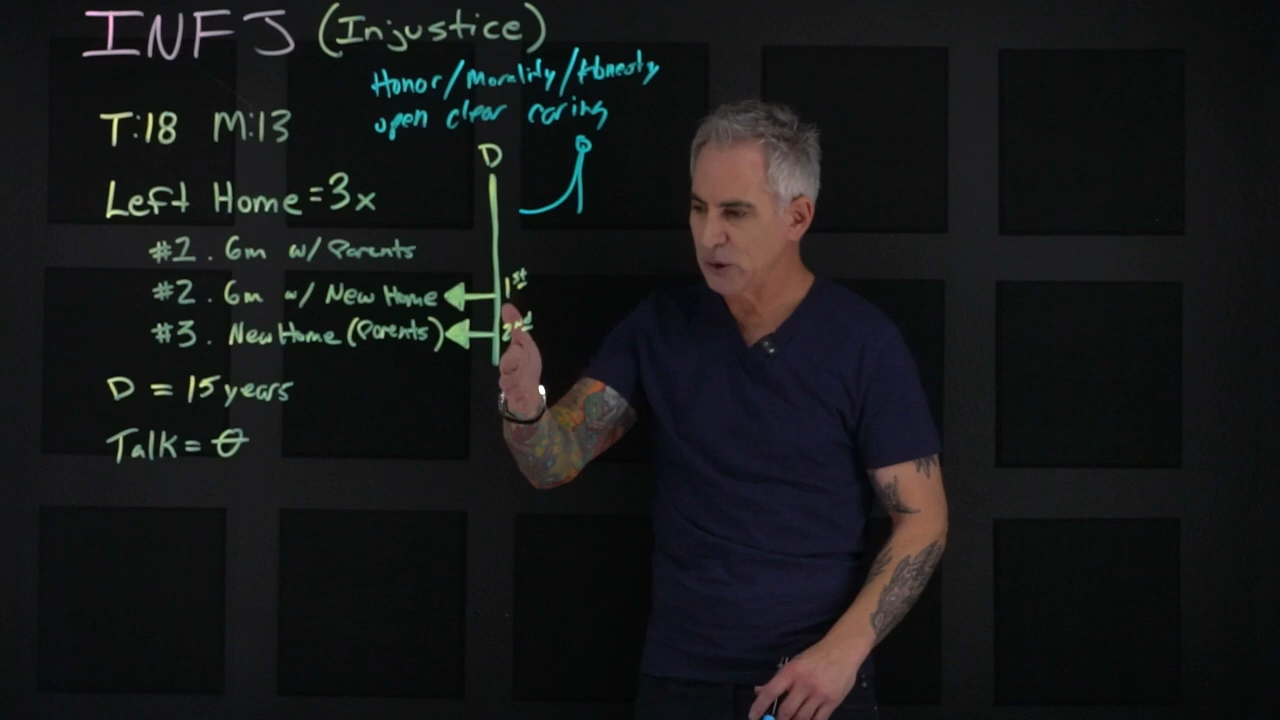 INFJ (Injustice)
Honor/Morality/Honesty
open clear caring
T:18 M:13
D
Left Home=3x
#2. 6m w/ Parents
#2. 6m w/ New Home
1st
#3. New Home (Parents)
2nd
D = 15 years
Talk = 0